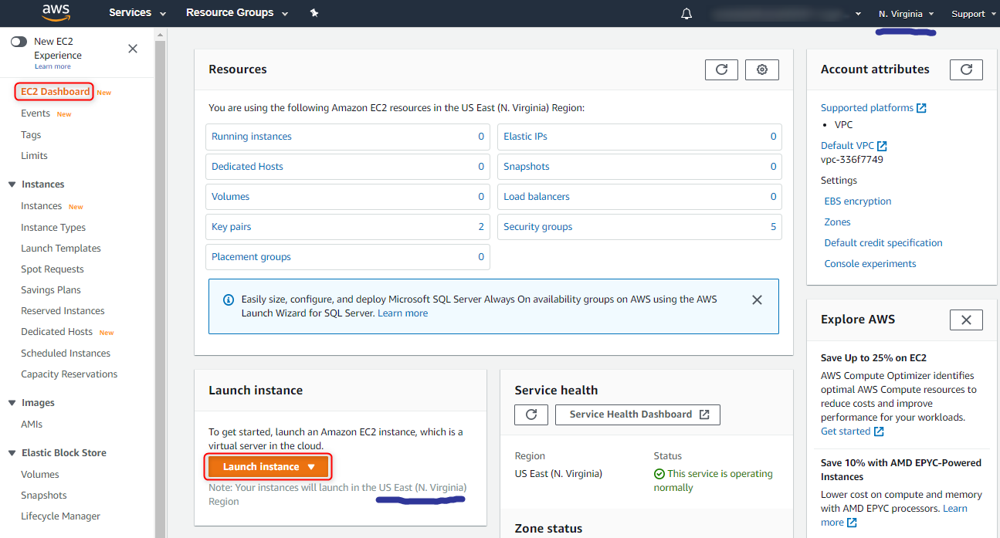 aws
Services
Resource Groups
N. Virginia
Support
New EC2
Experience
Learn more
EC2 Dashboard New
Events New
Tags
Limits
Instances
Instances New
Instance Types
Launch Templates
Spot Requests
Savings Plans
Reserved Instances
Dedicated Hosts New
Scheduled Instances
Capacity Reservations
Images
AMIs
Elastic Block Store
Volumes
Snapshots
Lifecycle Manager
Resources
You are using the following Amazon EC2 resources in the US East (N. Virginia) Region:
Running instances 0
Elastic IPs 0
Dedicated Hosts 0
Snapshots 0
Volumes 0
Load balancers 0
Key pairs 2
Security groups 5
Placement groups 0
Easily size, configure, and deploy Microsoft SQL Server Always On availability groups on AWS using the AWS
Launch Wizard for SQL Server. Learn more
Launch instance
To get started, launch an Amazon EC2 instance, which is a
virtual server in the cloud.
Launch instance
Note: Your instances will launch in the US East (N. Virginia)
Region
Service health
Service Health Dashboard
Region
Status
US East (N. Virginia)
This service is operating
normally
Zone status
Account attributes
Supported platforms
• VPC
Default VPC
vpc-336f7749
Settings
EBS encryption
Zones
Default credit specification
Console experiments
Explore AWS
Save Up to 25% on EC2
AWS Compute Optimizer identifies
optimal AWS Compute resources to
reduce costs and improve
performance for your workloads.
Get started
Save 10% with AMD EPYC-Powered
Instances
Lower cost on compute and memory
with AMD EPYC processors. Learn
more